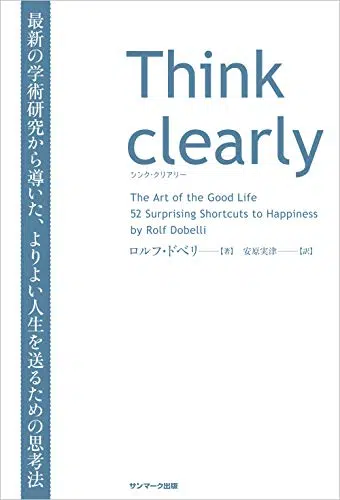 最新の学術研究から導いた、よりよい人生を送るための思考法
Think
clearly
シンク・クリアリー
The Art of the Good Life
52 Surprising Shortcuts to Happiness
by Rolf Dobelli
ロルフ・ドベリ——【著】 安原実津——【訳】
サンマーク出版